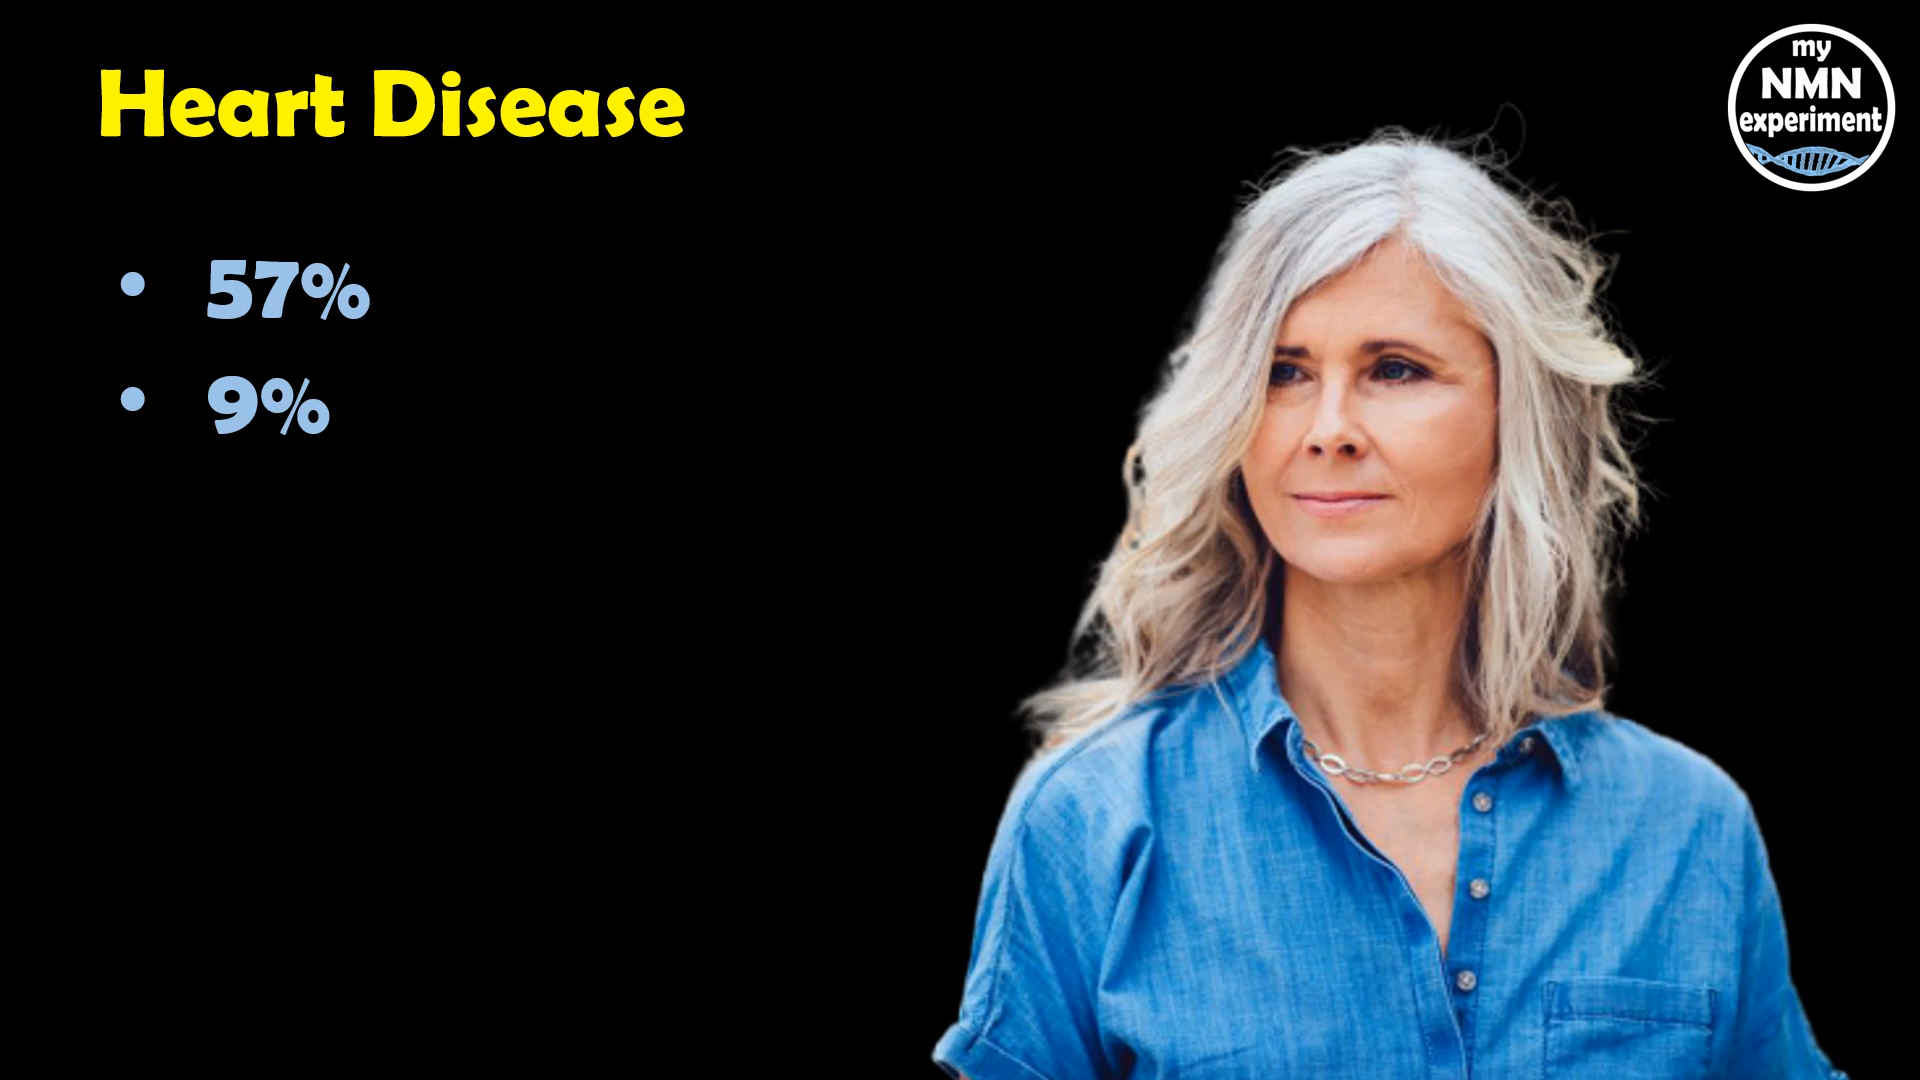 Heart Disease
• 57%
• 9%
my
NMN
experiment